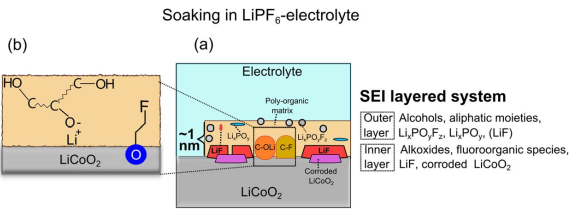 Soaking in LiPF6-electrolyte
(b)
(a)
HO
C
C
C
OH
O-
Li+
F
O
LiCoO2
Electrolyte
Poly-organic
matrix
LixPOy
LixPOyFz
~1
nm
C-OLi
C-F
LiF
LiF
Corroded
LiCoO2
LiCoO2
SEI layered system
Outer layer Alcohols, aliphatic moieties,
LixPOyFz, LixPOy, (LiF)
Inner layer Alkoxides, fluoroorganic species,
LiF, corroded LiCoO2